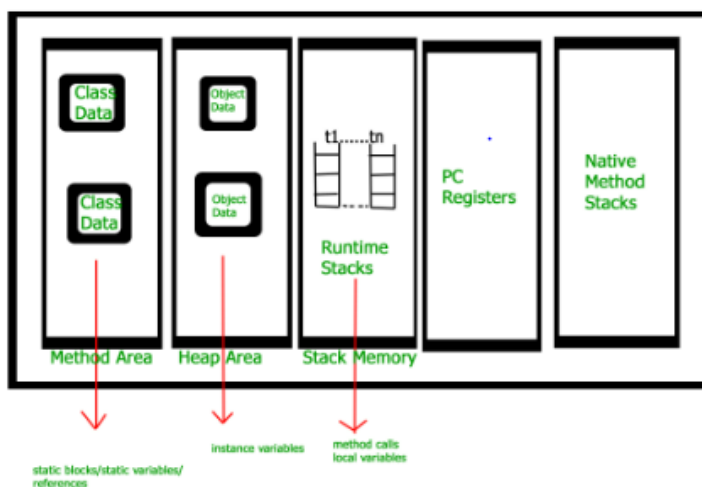 Class
Data
Class
Data
Method Area
Object
Data
Object
Data
Heap Area
t1......tn
Runtime
Stacks
Stack Memory
PC
Registers
Native
Method
Stacks
static blocks/static variables/
references
instance variables
method calls
local variables